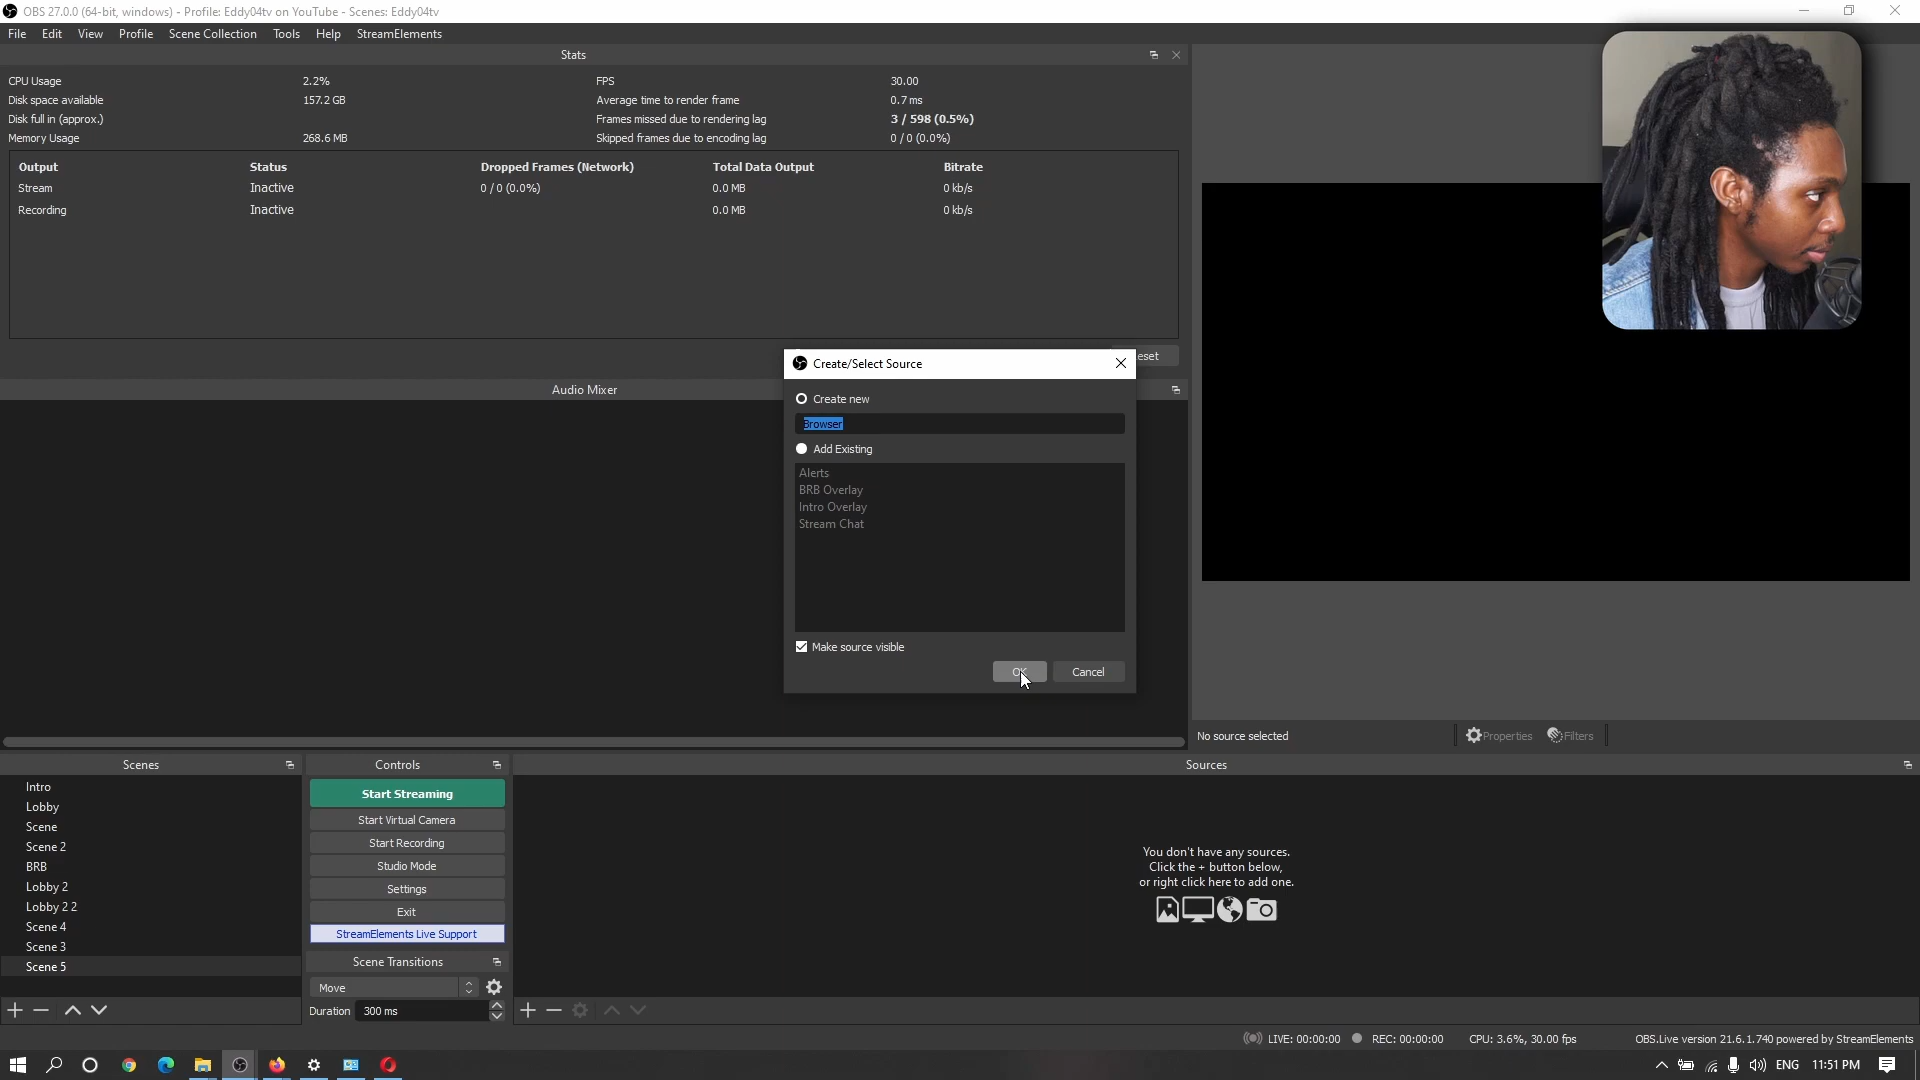 OBS 27.0.0 (64-bit, windows) - Profile: Eddy04tv on YouTube - Scenes: Eddy04tv
File Edit View Profile Scene Collection Tools Help StreamElements
Stats
CPU Usage 2.2% FPS 30.00
Disk space available 157.2 GB Average time to render frame 0.7 ms
Disk full in (approx.) Frames missed due to rendering lag 3 / 598 (0.5%)
Memory Usage 268.6 MB Skipped frames due to encoding lag 0 / 0 (0.0%)
Output Status Dropped Frames (Network) Total Data Output Bitrate
Stream Inactive 0 / 0 (0.0%) 0.0 MB 0 kb/s
Recording Inactive 0.0 MB 0 kb/s
Audio Mixer
Create/Select Source
Create new
Browser
Add Existing
Alerts
BRB Overlay
Intro Overlay
Stream Chat
Make source visible
OK Cancel
No source selected Properties Filters
Scenes
Intro
Lobby
Scene
Scene 2
BRB
Lobby 2
Lobby 2 2
Scene 4
Scene 3
Scene 5
Controls
Start Streaming
Start Virtual Camera
Start Recording
Studio Mode
Settings
Exit
StreamElements Live Support
Scene Transitions
Move
Duration 300 ms
Sources
You don't have any sources.
Click the + button below,
or right click here to add one.
LIVE: 00:00:00 REC: 00:00:00 CPU: 3.6%, 30.00 fps OBS.Live version 21.6.1.740 powered by StreamElements
ENG 11:51 PM